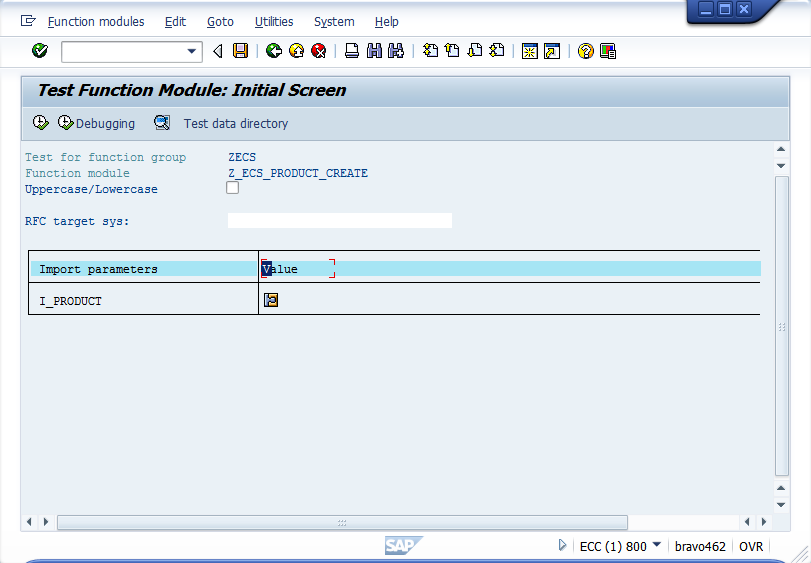 Function modules Edit Goto Utilities System Help
Test Function Module: Initial Screen
Debugging Test data directory
Test for function group ZECS
Function module Z_ECS_PRODUCT_CREATE
Uppercase/Lowercase
RFC target sys:
Import parameters Value
I_PRODUCT
SAP ECC (1) 800 bravo462 OVR